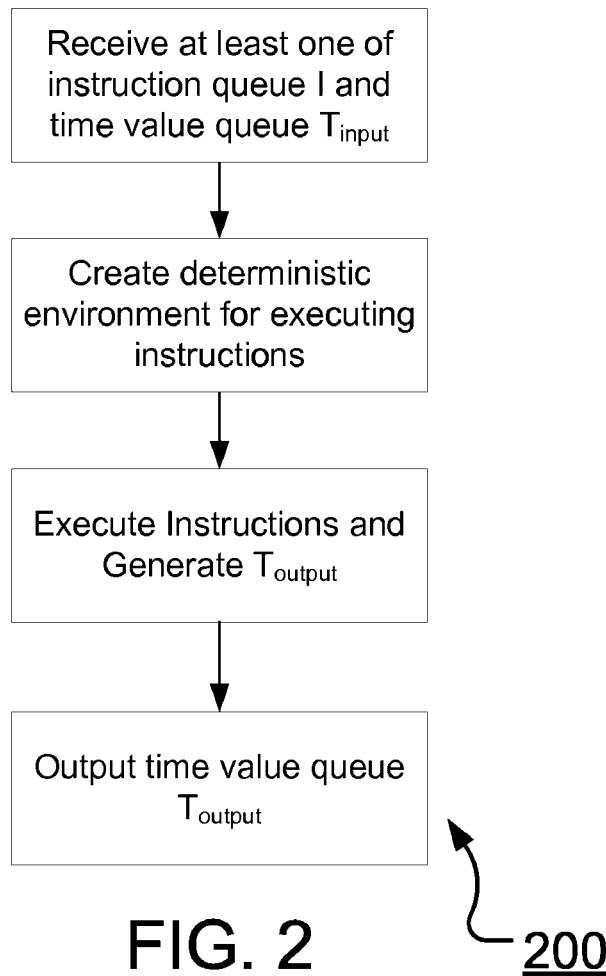 Receive at least one of
instruction queue I and
time value queue Tinput
Create deterministic
environment for executing
instructions
Execute Instructions and
Generate Toutput
Output time value queue
Toutput
FIG. 2
200